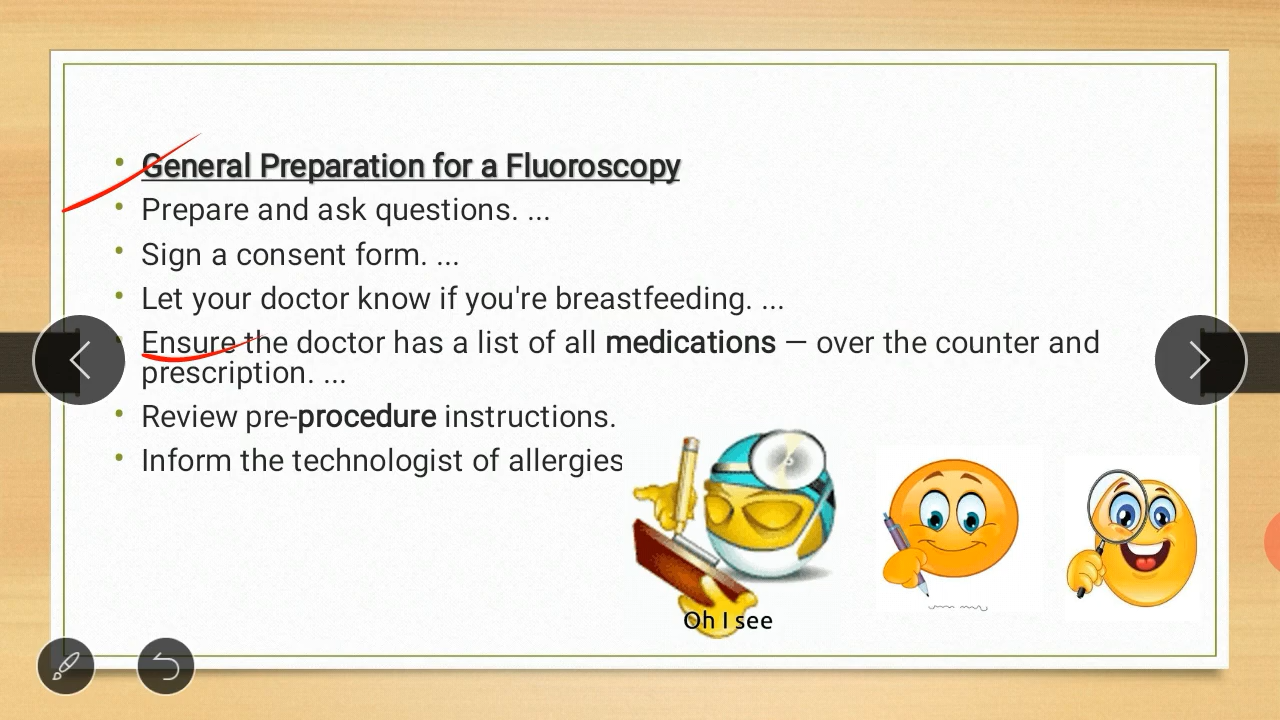 General Preparation for a Fluoroscopy
Prepare and ask questions. ...
Sign a consent form. ...
Let your doctor know if you're breastfeeding. ...
Ensure the doctor has a list of all medications — over the counter and
prescription. ...
Review pre-procedure instructions.
Inform the technologist of allergies
Oh I see